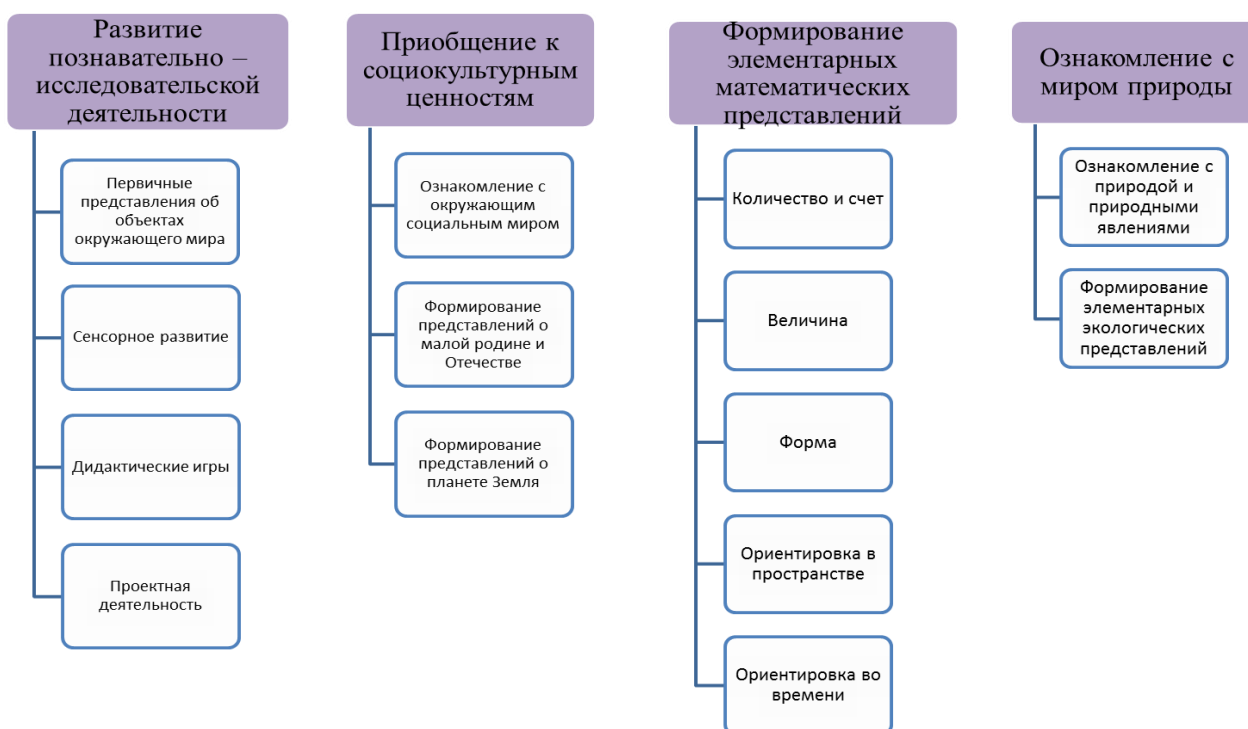 Развитие
познавательно –
исследовательской
деятельности
Первичные
представления об
объектах
окружающего мира
Сенсорное развитие
Дидактические игры
Проектная
деятельность
Приобщение к
социокультурным
ценностям
Ознакомление с
окружающим
социальным миром
Формирование
представлений о
малой родине и
Отечестве
Формирование
представлений о
планете Земля
Формирование
элементарных
математических
представлений
Количество и счет
Величина
Форма
Ориентировка в
пространстве
Ориентировка во
времени
Ознакомление с
миром природы
Ознакомление с
природой и
природными
явлениями
Формирование
элементарных
экологических
представлений